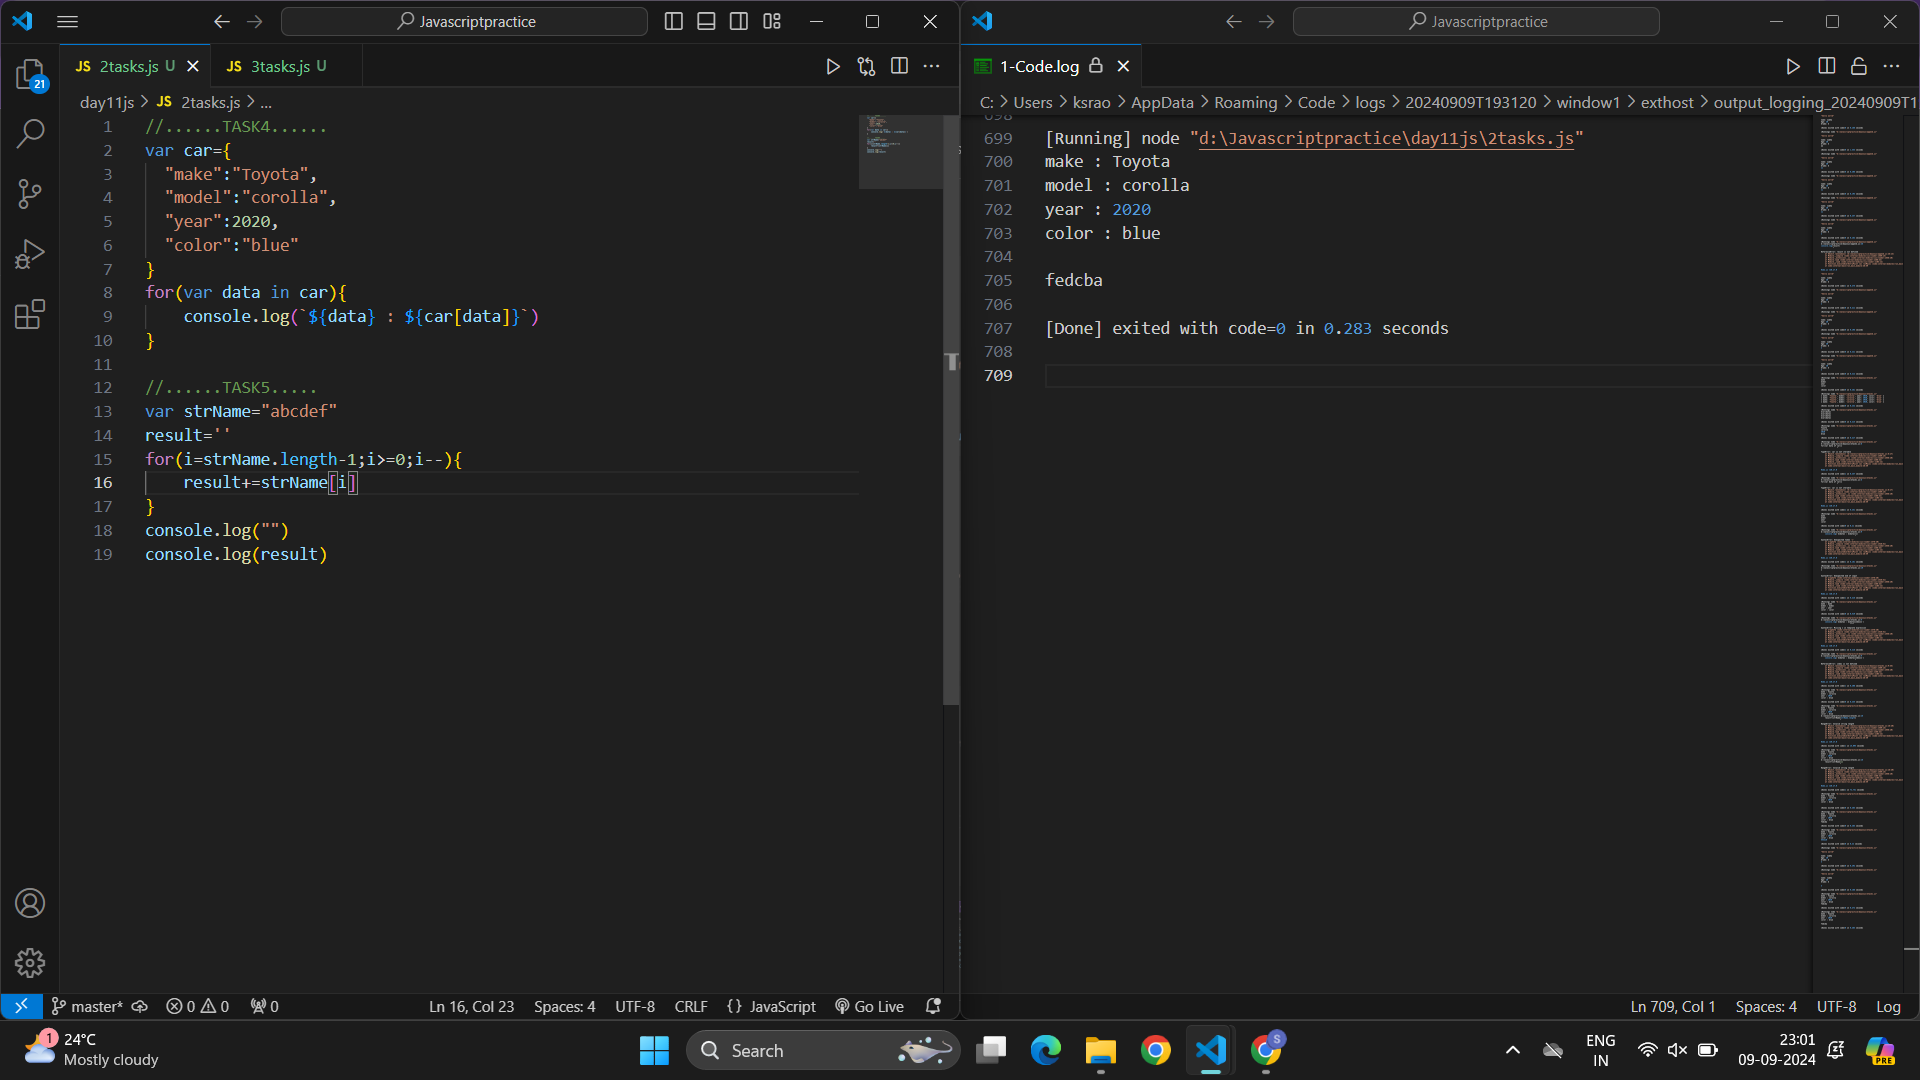 Javascriptpractice
JS 2tasks.js U
JS 3tasks.js U
day11js > JS 2tasks.js > ...
1 //......TASK4......
2 var car={
3 "make":"Toyota",
4 "model":"corolla",
5 "year":2020,
6 "color":"blue"
7 }
8 for(var data in car){
9 console.log(`${data} : ${car[data]}`)
10 }
11
12 //......TASK5.....
13 var strName="abcdef"
14 result=''
15 for(i=strName.length-1;i>=0;i--){
16 result+=strName[i]
17 }
18 console.log("")
19 console.log(result)
21
master* 0 0 0 Ln 16, Col 23 Spaces: 4 UTF-8 CRLF {} JavaScript Go Live
Javascriptpractice
1-Code.log
C: > Users > ksrao > AppData > Roaming > Code > logs > 20240909T193120 > window1 > exthost > output_logging_20240909T1
698
699 [Running] node "d:\Javascriptpractice\day11js\2tasks.js"
700 make : Toyota
701 model : corolla
702 year : 2020
703 color : blue
704
705 fedcba
706
707 [Done] exited with code=0 in 0.283 seconds
708
709
Ln 709, Col 1 Spaces: 4 UTF-8 Log
1
24°C
Mostly cloudy
Search
S
ENG
IN
23:01
09-09-2024
PRE